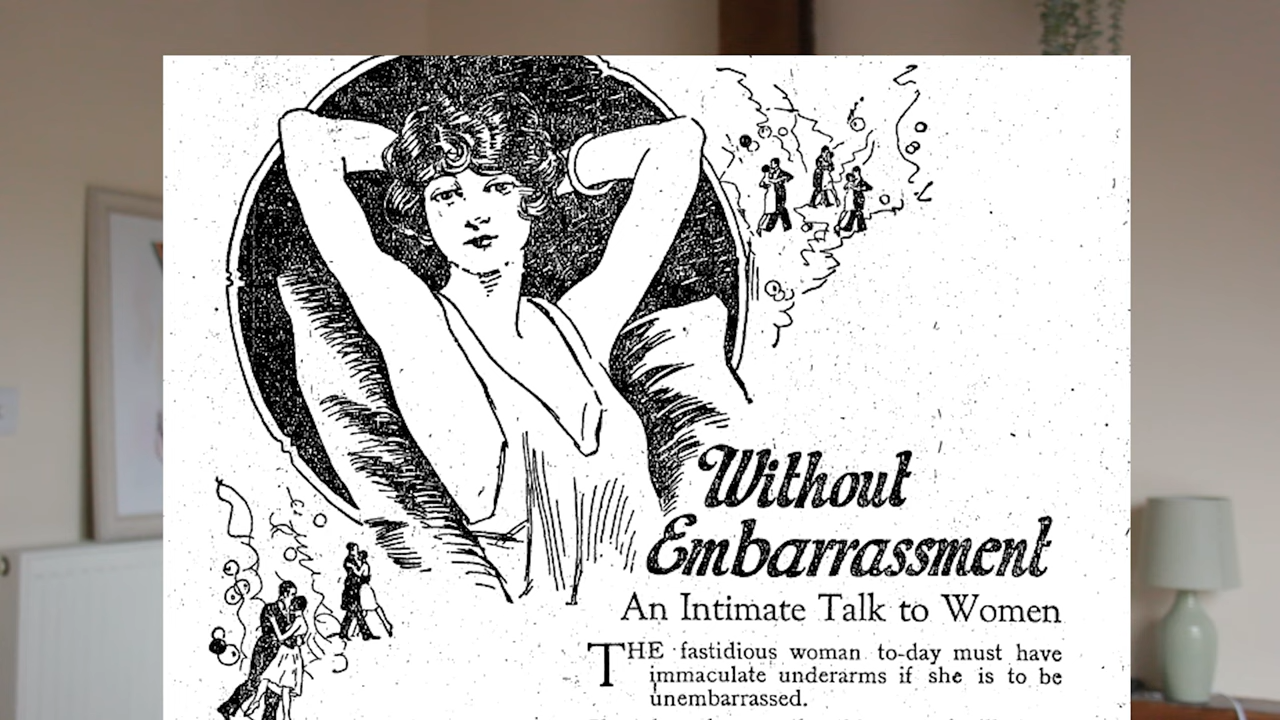 Without
Embarrassment
An Intimate Talk to Women
THE fastidious woman to-day must have
immaculate underarms if she is to be
unembarrassed.